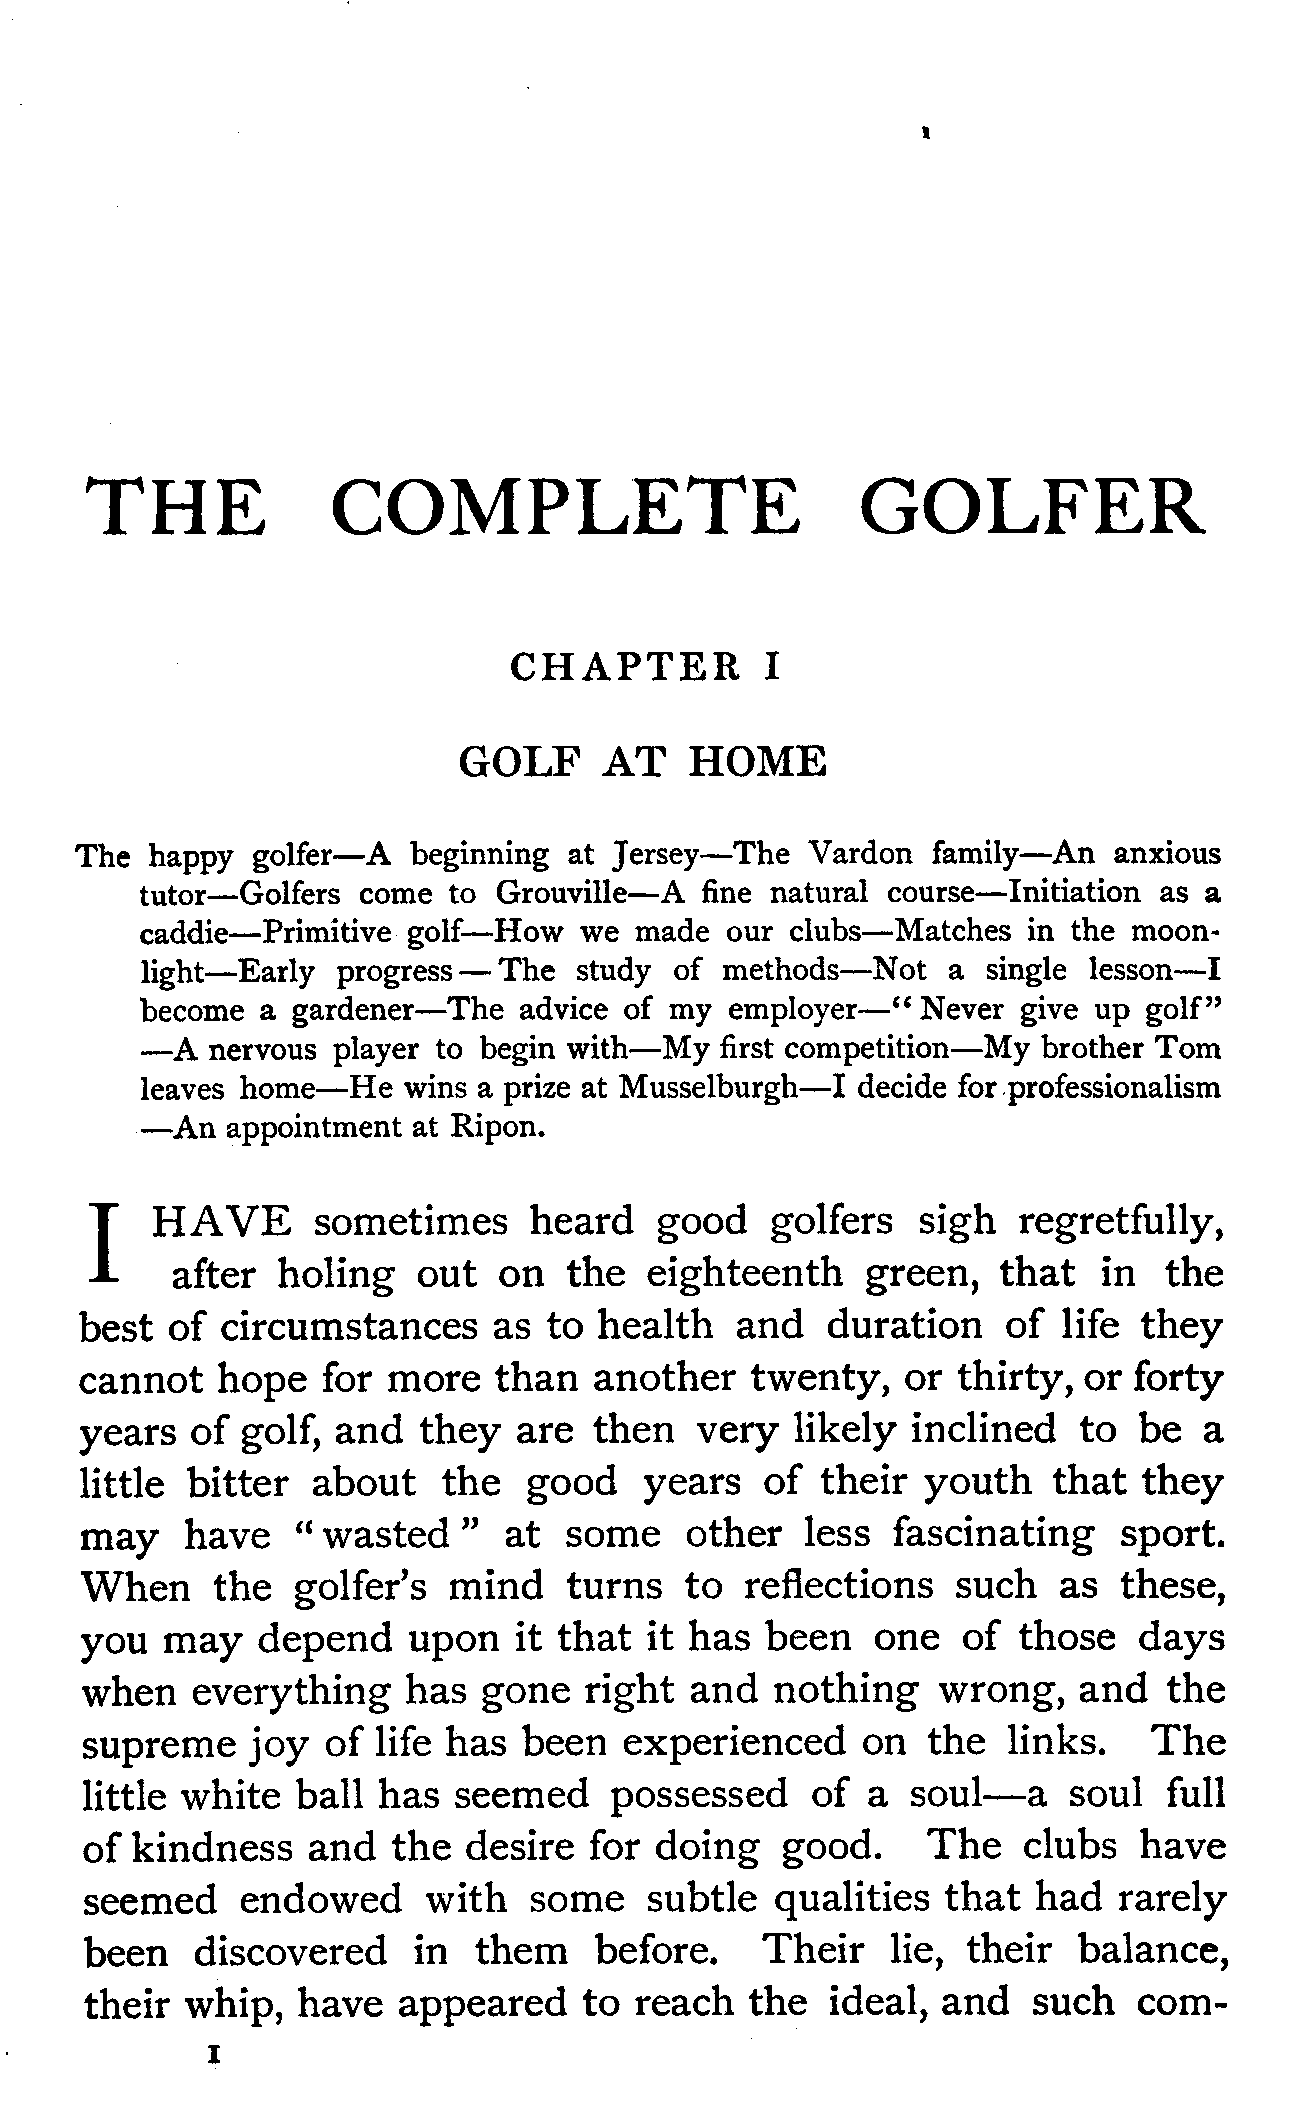 THE COMPLETE GOLFER
CHAPTER I
GOLF AT HOME
The happy golfer—A beginning at Jersey—The Vardon family—An anxious
tutor—Golfers come to Grouville—A fine natural course—Initiation as a
caddie—Primitive golf—How we made our clubs—Matches in the moon-
light—Early progress—The study of methods—Not a single lesson—I
become a gardener—The advice of my employer—“Never give up golf”
—A nervous player to begin with—My first competition—My brother Tom
leaves home—He wins a prize at Musselburgh—I decide for professionalism
—An appointment at Ripon.
I HAVE sometimes heard good golfers sigh regretfully,
after holing out on the eighteenth green, that in the
best of circumstances as to health and duration of life they
cannot hope for more than another twenty, or thirty, or forty
years of golf, and they are then very likely inclined to be a
little bitter about the good years of their youth that they
may have “wasted” at some other less fascinating sport.
When the golfer’s mind turns to reflections such as these,
you may depend upon it that it has been one of those days
when everything has gone right and nothing wrong, and the
supreme joy of life has been experienced on the links. The
little white ball has seemed possessed of a soul—a soul full
of kindness and the desire for doing good. The clubs have
seemed endowed with some subtle qualities that had rarely
been discovered in them before. Their lie, their balance,
their whip, have appeared to reach the ideal, and such com-
I